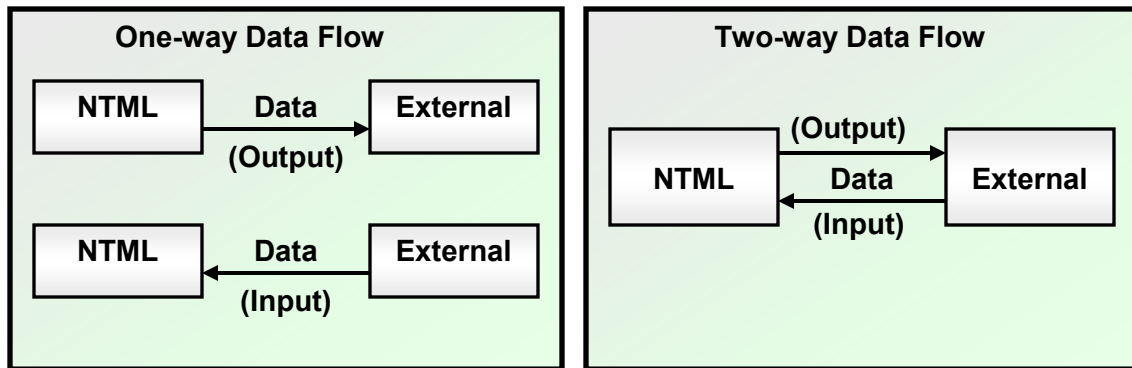 One-way Data Flow
NTML
Data
External
(Output)
NTML
Data
External
(Input)
Two-way Data Flow
(Output)
NTML
Data
External
(Input)